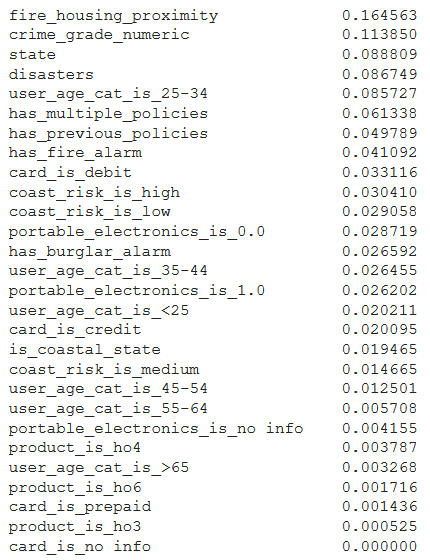 fire_housing_proximity 0.164563
crime_grade_numeric 0.113850
state 0.088809
disasters 0.086749
user_age_cat_is_25-34 0.085727
has_multiple_policies 0.061338
has_previous_policies 0.049789
has_fire_alarm 0.041092
card_is_debit 0.033116
coast_risk_is_high 0.030410
coast_risk_is_low 0.029058
portable_electronics_is_0.0 0.028719
has_burglar_alarm 0.026592
user_age_cat_is_35-44 0.026455
portable_electronics_is_1.0 0.026202
user_age_cat_is_<25 0.020211
card_is_credit 0.020095
is_coastal_state 0.019465
coast_risk_is_medium 0.014665
user_age_cat_is_45-54 0.012501
user_age_cat_is_55-64 0.005708
portable_electronics_is_no info 0.004155
product_is_ho4 0.003787
user_age_cat_is_>65 0.003268
product_is_ho6 0.001716
card_is_prepaid 0.001436
product_is_ho3 0.000525
card_is_no info 0.000000